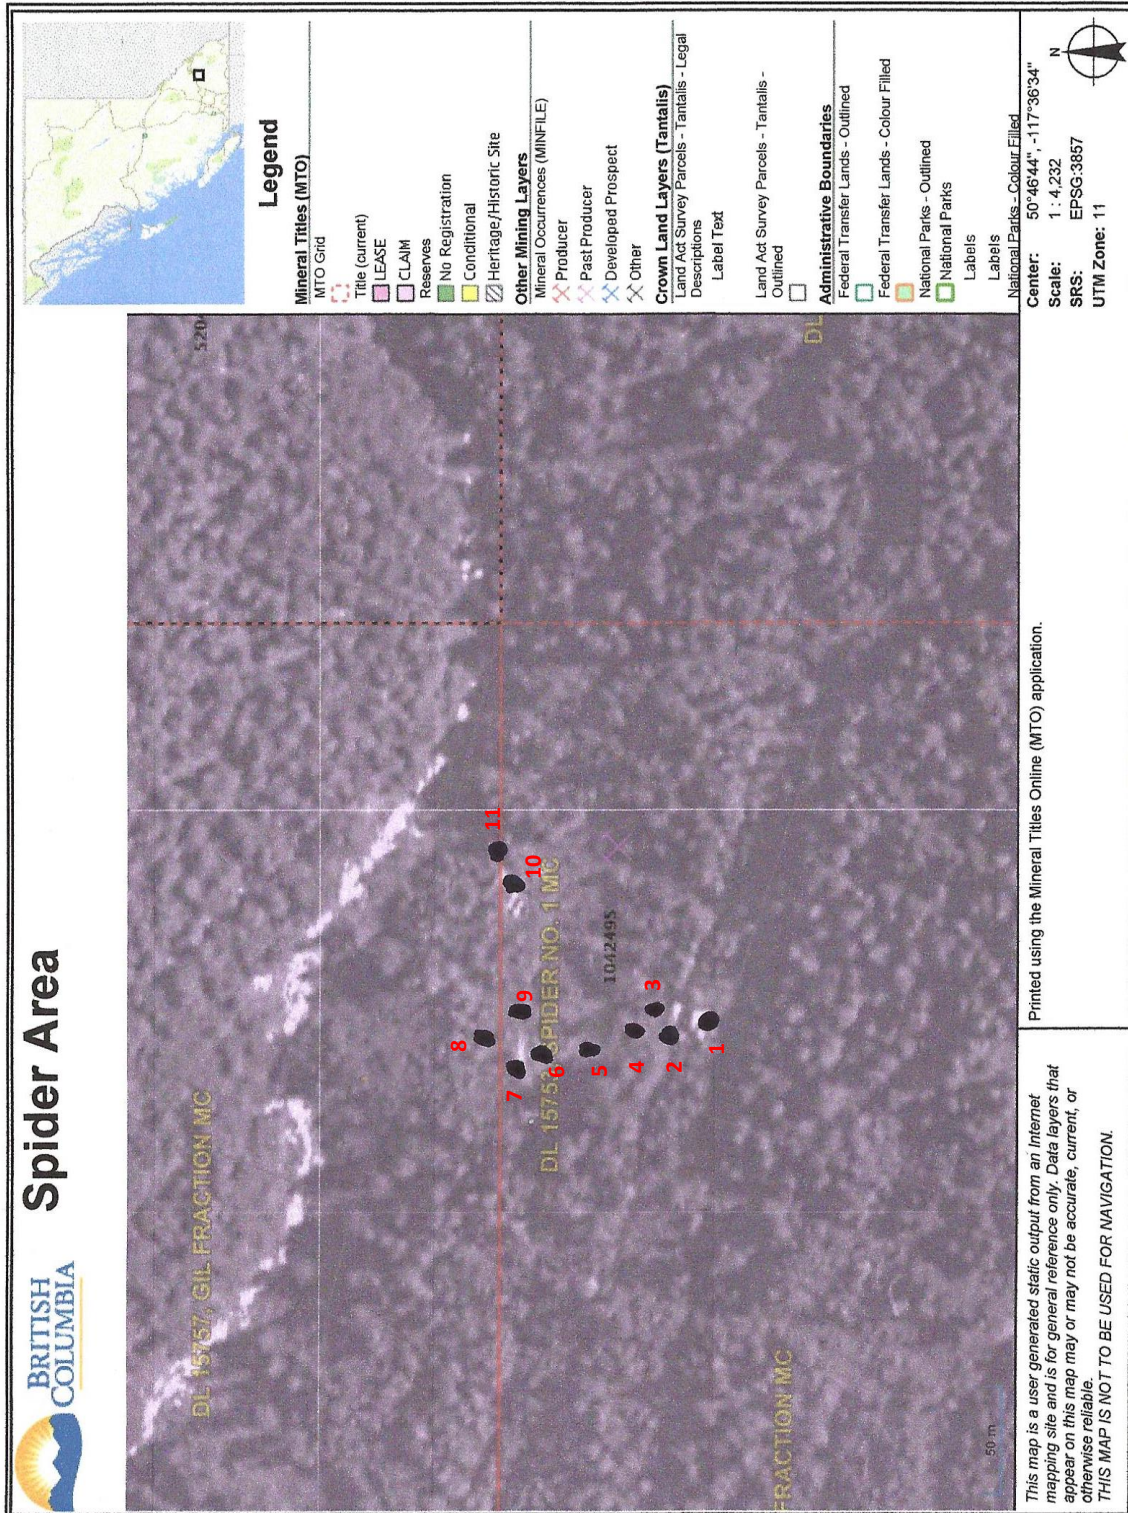 BRITISH
COLUMBIA
Spider Area
DL 15757, GIL FRACTION MC
520
11
10
9
8
7
6
5
4
3
2
1
1042495
FRACTION MC
DL
50 m
Legend
Mineral Titles (MTO)
MTO Grid
Title (current)
LEASE
CLAIM
Reserves
No Registration
Conditional
Heritage/Historic Site
Other Mining Layers
Mineral Occurrences (MINFILE)
Producer
Past Producer
Developed Prospect
Other
Crown Land Layers (Tantalis)
Land Act Survey Parcels - Tantalis - Legal
Descriptions
Label Text
Land Act Survey Parcels - Tantalis -
Outlined
Administrative Boundaries
Federal Transfer Lands - Outlined
Federal Transfer Lands - Colour Filled
National Parks - Outlined
National Parks
Labels
Labels
National Parks - Colour Filled
This map is a user generated static output from an Internet
mapping site and is for general reference only. Data layers that
appear on this map may or may not be accurate, current, or
otherwise reliable.
THIS MAP IS NOT TO BE USED FOR NAVIGATION.
Printed using the Mineral Titles Online (MTO) application.
Center: 50°46'44", -117°36'34"
Scale: 1 : 4,232
SRS: EPSG:3857
UTM Zone: 11
N
SPIDER NO. 1 MC